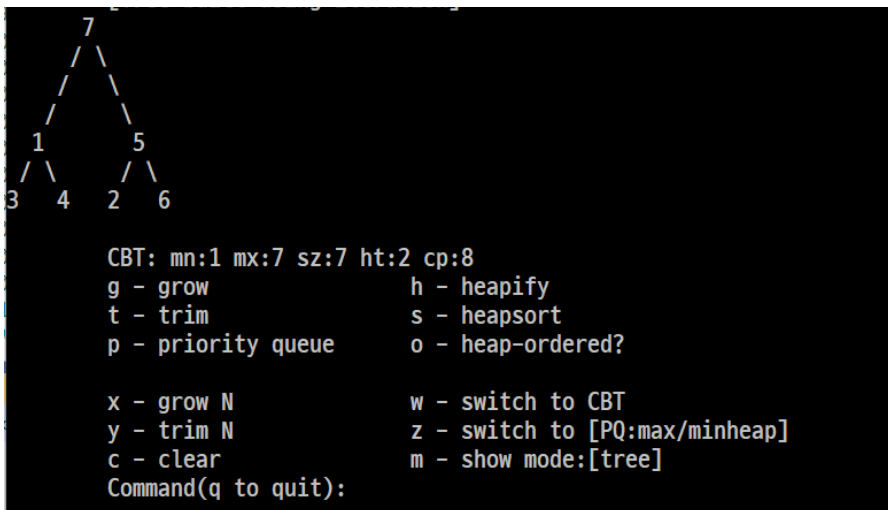 7
/ \
/ \
/ \
1 5
/ \ / \
3 4 2 6
CBT: mn:1 mx:7 sz:7 ht:2 cp:8
g - grow h - heapify
t - trim s - heapsort
p - priority queue o - heap-ordered?
x - grow N w - switch to CBT
y - trim N z - switch to [PQ:max/minheap]
c - clear m - show mode:[tree]
Command(q to quit):